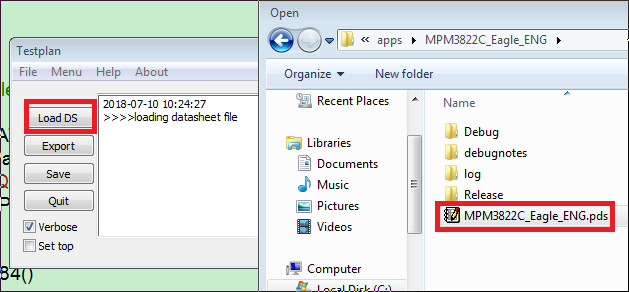 Testplan
File Menu Help About
Load DS
Export
Save
Quit
Verbose
Set top
2018-07-10 10:24:27
>>>>loading datasheet file
84()
Open
« apps MPM3822C_Eagle_ENG
Organize New folder
Recent Places
Libraries
Documents
Music
Pictures
Videos
Computer
Local Disk (C:)
Name
Debug
debugnotes
log
Release
MPM3822C_Eagle_ENG.pds